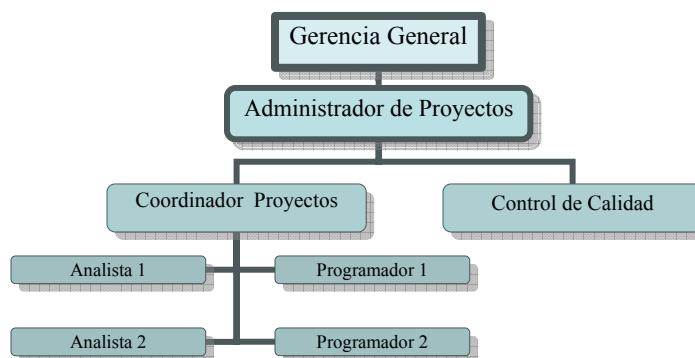 Gerencia General
Administrador de Proyectos
Coordinador Proyectos
Control de Calidad
Analista 1
Programador 1
Analista 2
Programador 2